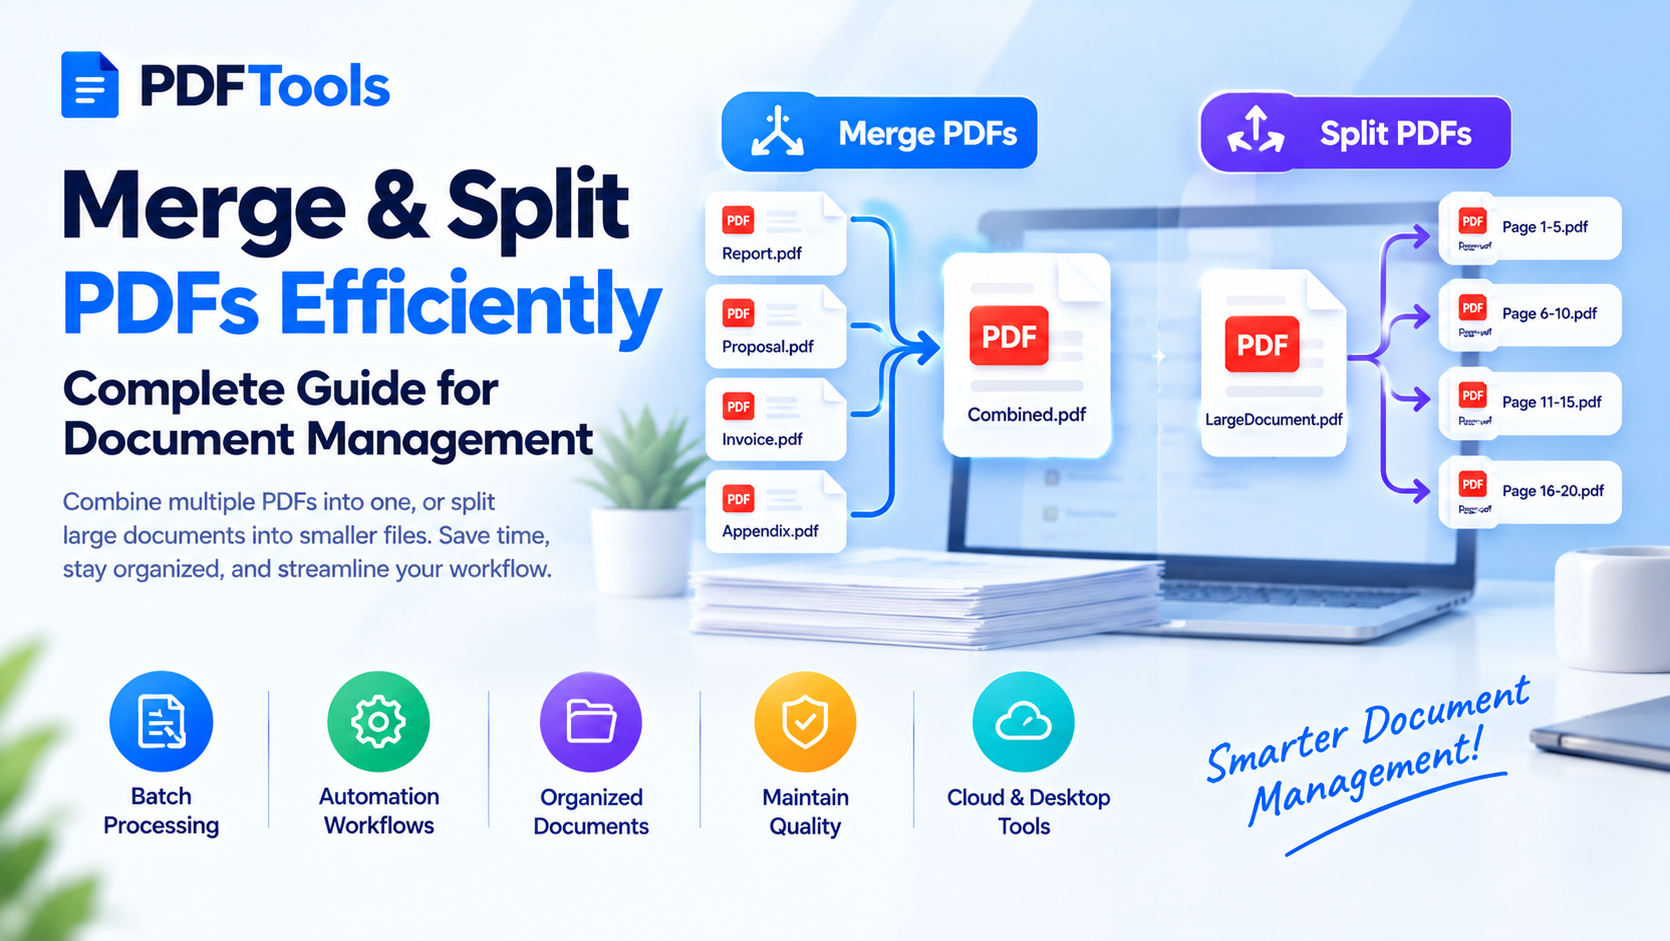 PDFTools
Merge & Split
PDFs Efficiently
Complete Guide for
Document Management
Combine multiple PDFs into one, or split
large documents into smaller files. Save time,
stay organized, and streamline your workflow.
Merge PDFs
PDF
Report.pdf
PDF
Proposal.pdf
PDF
Invoice.pdf
PDF
Appendix.pdf
PDF
Combined.pdf
Split PDFs
PDF
LargeDocument.pdf
PDF
Page 1-5.pdf
PDF
Page 6-10.pdf
PDF
Page 11-15.pdf
PDF
Page 16-20.pdf
Batch
Processing
Automation
Workflows
Organized
Documents
Maintain
Quality
Cloud & Desktop
Tools
Smarter Document
Management!